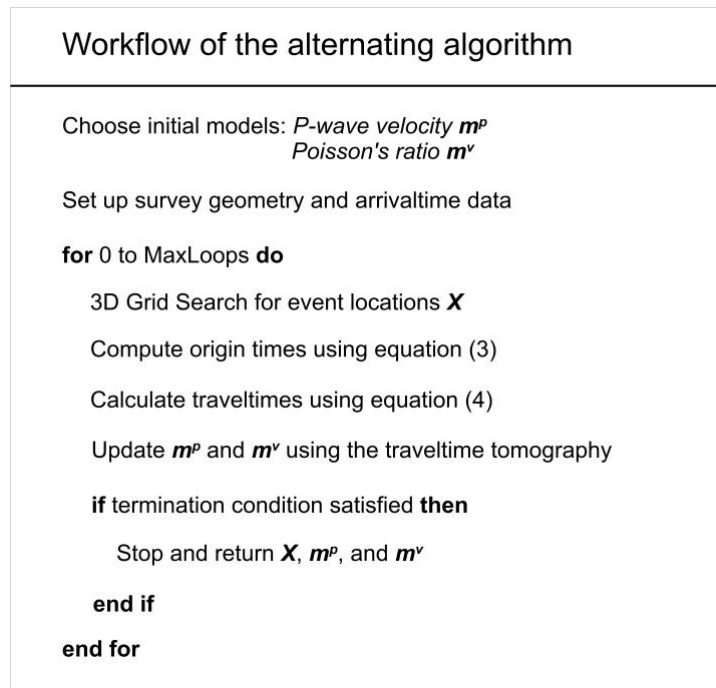 Workflow of the alternating algorithm
Choose initial models: P-wave velocity mᵖ
Poisson's ratio mᵛ
Set up survey geometry and arrivaltime data
for 0 to MaxLoops do
3D Grid Search for event locations X
Compute origin times using equation (3)
Calculate traveltimes using equation (4)
Update mᵖ and mᵛ using the traveltime tomography
if termination condition satisfied then
Stop and return X, mᵖ, and mᵛ
end if
end for